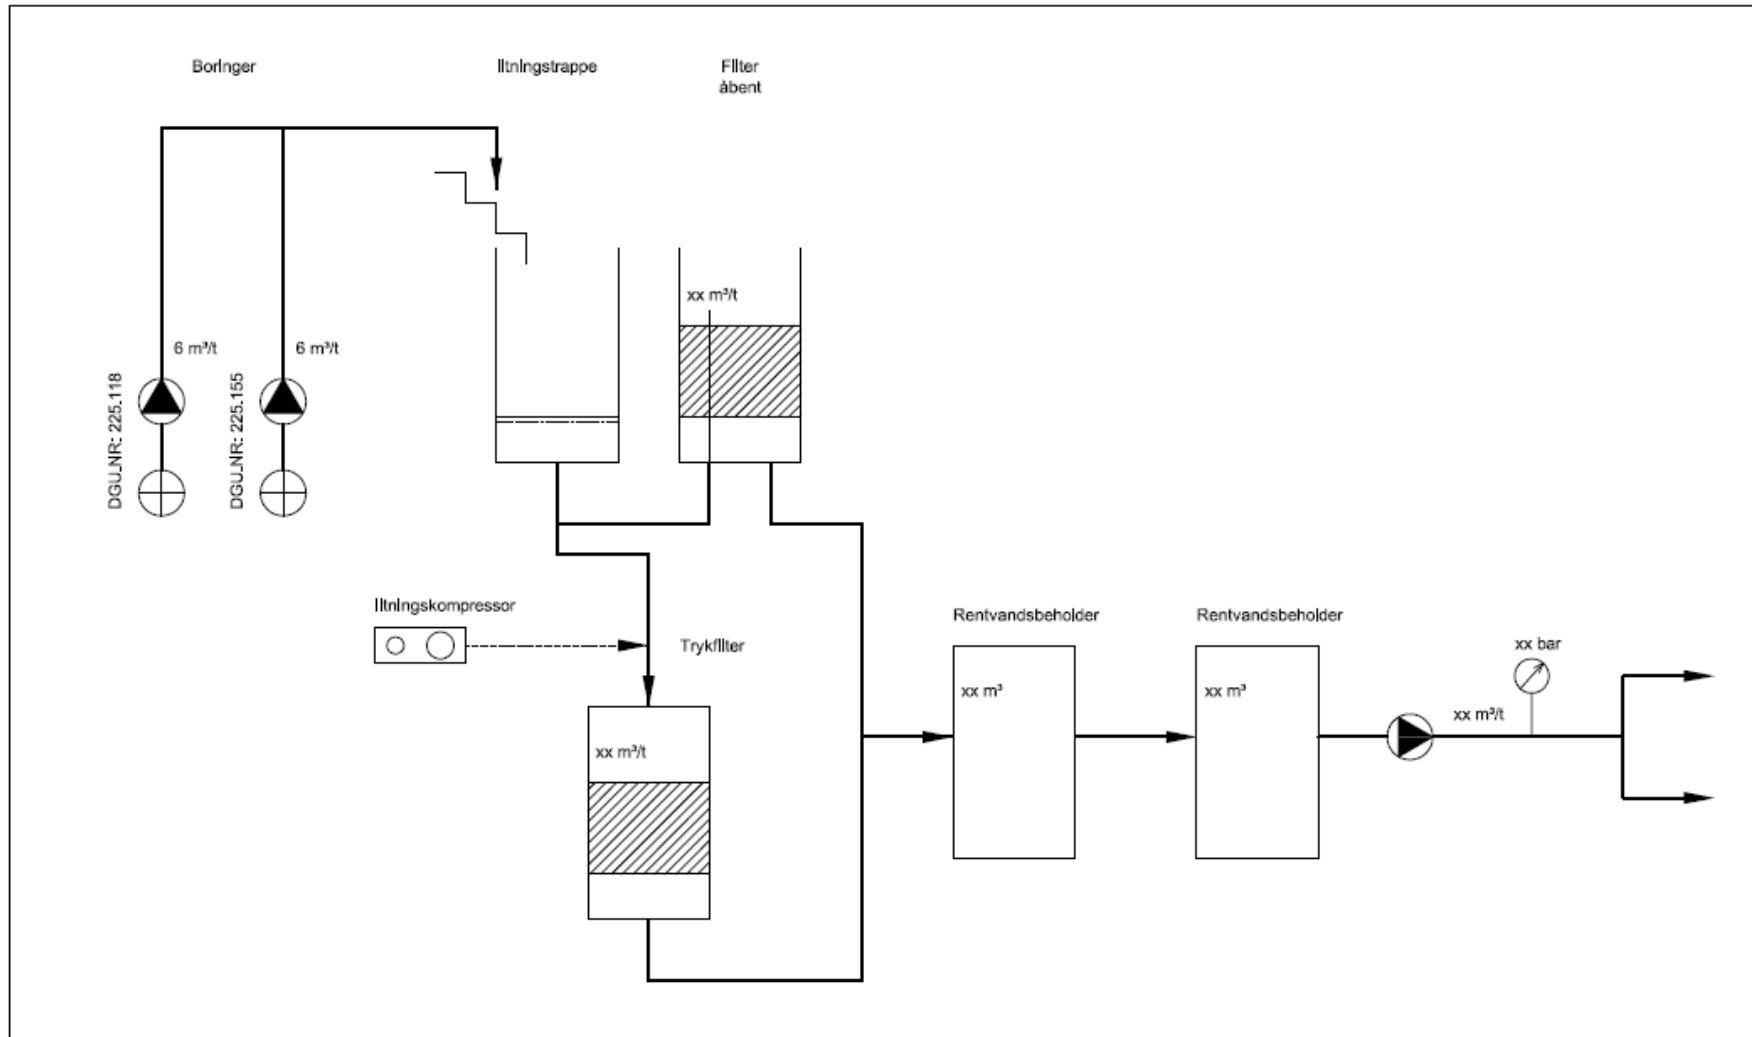 Boringer
Iltningstrappe
Filter
åbent
xx m³/t
6 m³/t
6 m³/t
DGU.NR: 225.118
DGU.NR: 225.155
Iltningskompressor
Trykfilter
xx m³/t
Rentvandsbeholder
xx m³
Rentvandsbeholder
xx m³
xx bar
xx m³/t